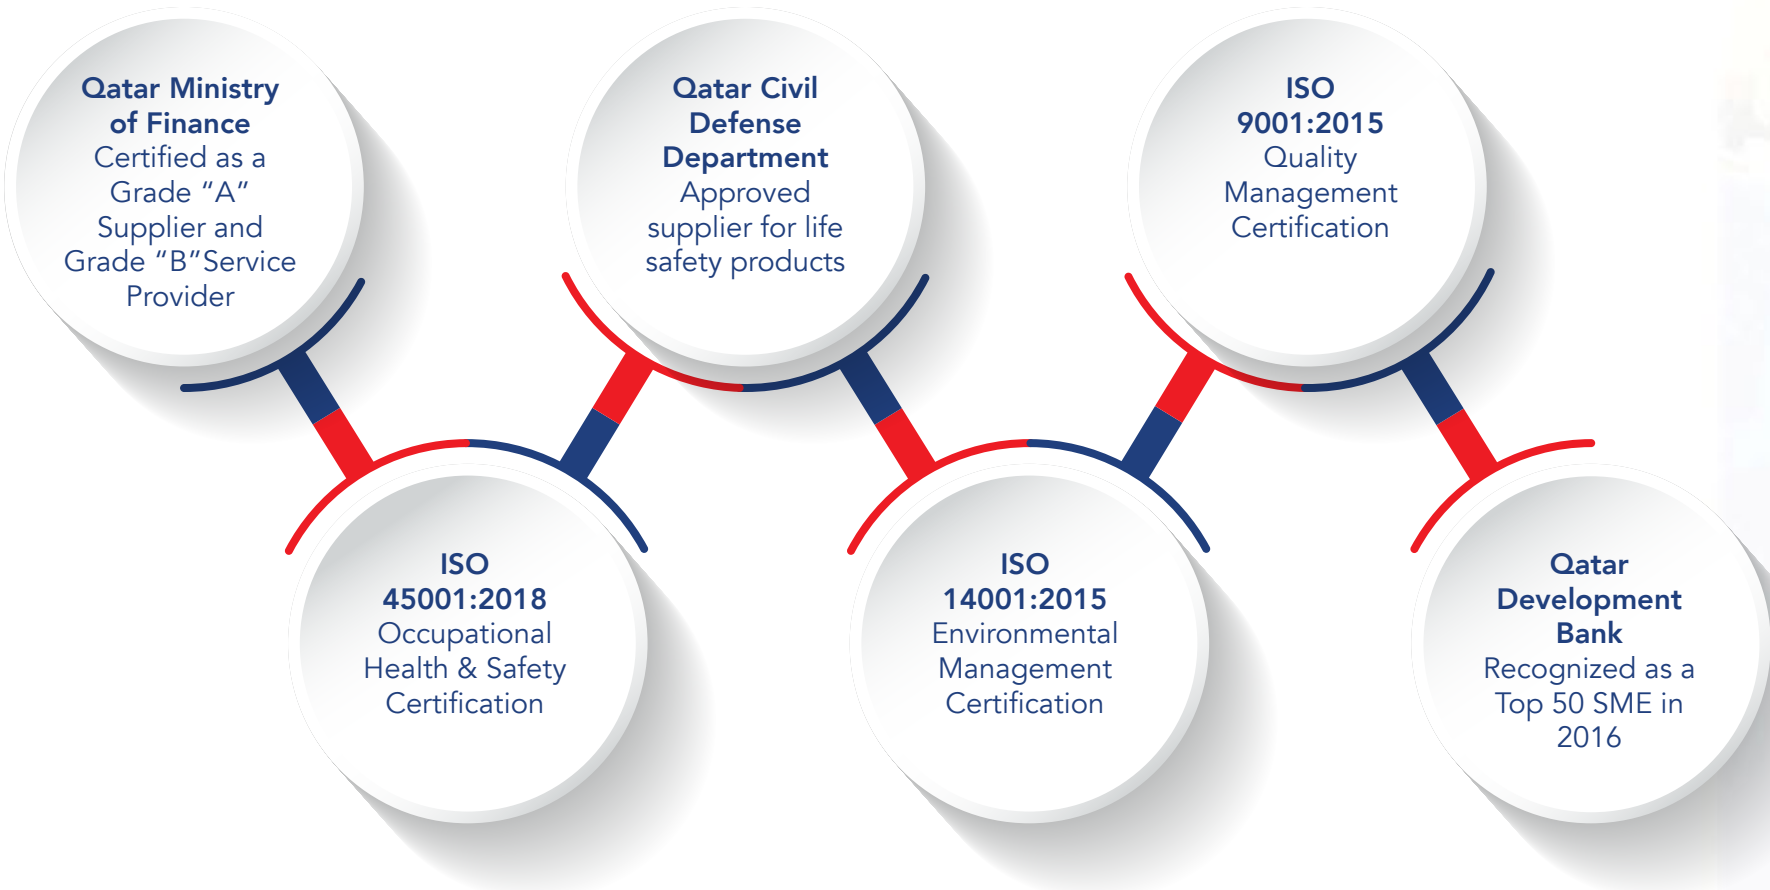 Qatar Ministry
of Finance
Certified as a
Grade “A”
Supplier and
Grade “B”Service
Provider
ISO
45001:2018
Occupational
Health & Safety
Certification
Qatar Civil
Defense
Department
Approved
supplier for life
safety products
ISO
14001:2015
Environmental
Management
Certification
ISO
9001:2015
Quality
Management
Certification
Qatar
Development
Bank
Recognized as a
Top 50 SME in
2016